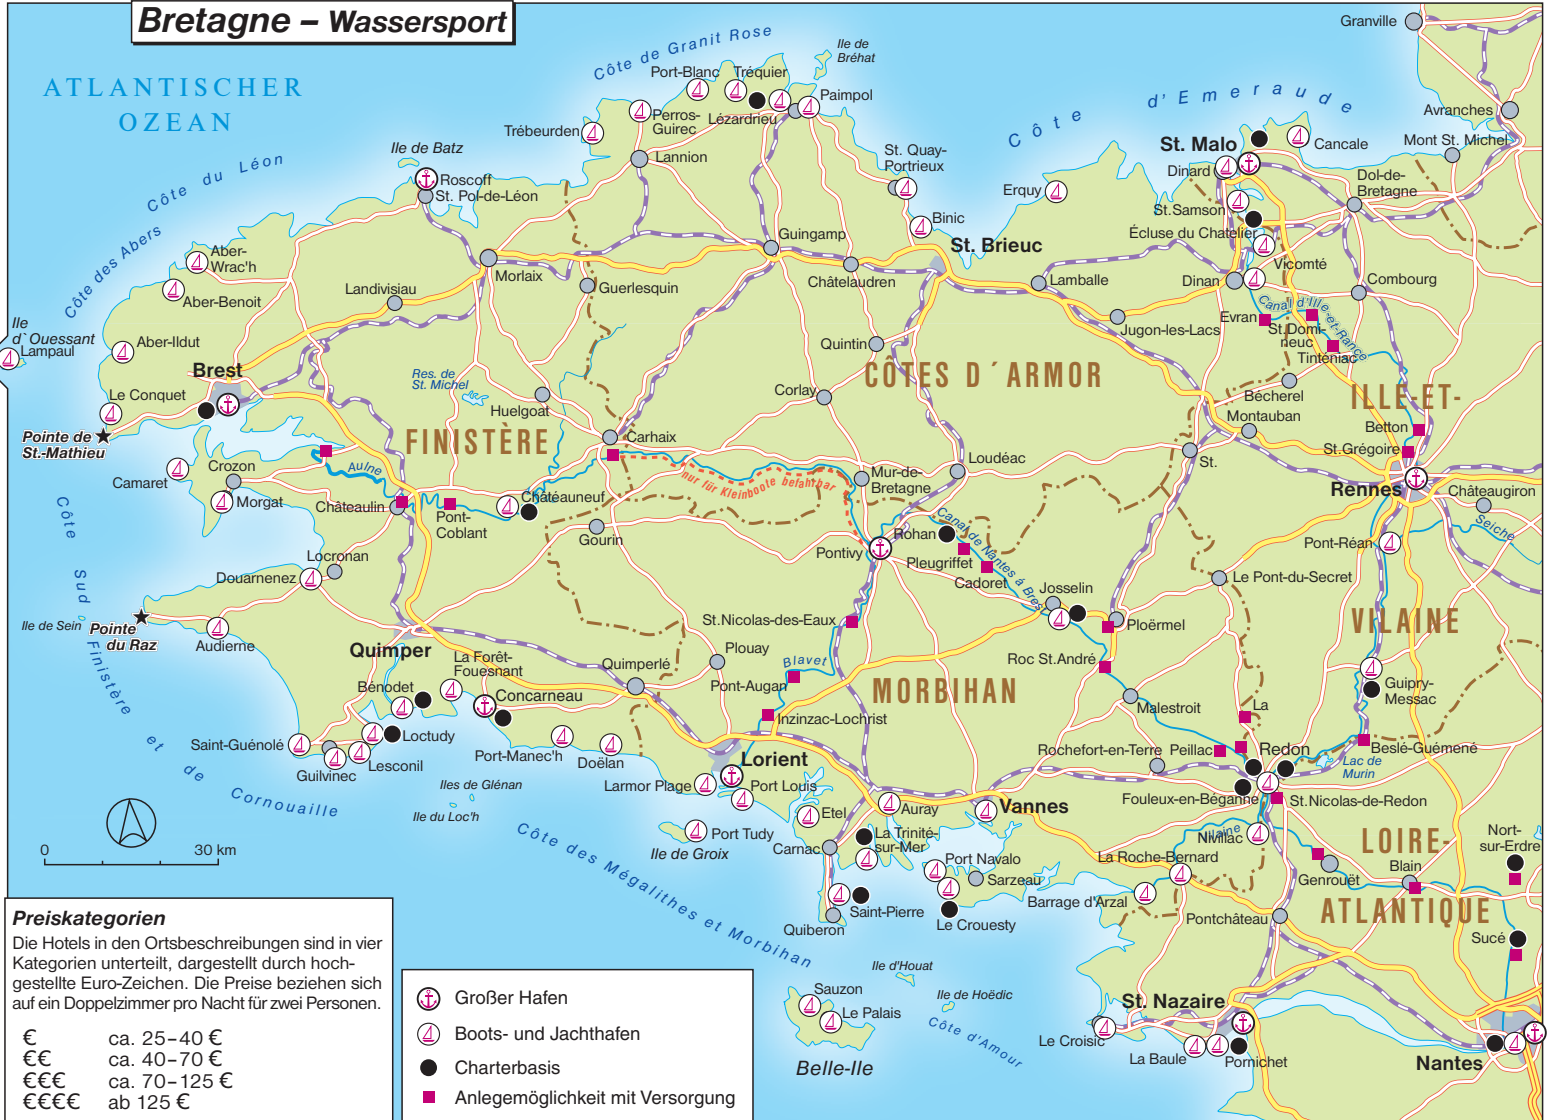 Bretagne – Wassersport
ATLANTISCHER
OZEAN
Côte de Granit Rose
Ile de
Bréhat
Granville
Port-Blanc
Tréquier
Paimpol
Perros-
Guirec
Lézardrieu
Trébeurden
Lannion
Côte d'Emeraude
Avranches
Mont St. Michel
St. Malo
Cancale
Dinard
Dol-de-
Bretagne
St. Quay-
Portrieux
Erquy
Binic
St. Brieuc
St.Samson
Écluse du Chatelier
Vicomté
Dinan
Combourg
Ile de Batz
Roscoff
St. Pol-de-Léon
Côte du Léon
Côte des Abers
Aber-
Wrac'h
Aber-Benoit
Morlaix
Landivisiau
Guerlesquin
Guingamp
Châtelaudren
Lamballe
Jugon-les-Lacs
Canal d'Ille-et-Rance
Evran
St.Domi-
neuc
Tinténiac
Ile
d`Ouessant
Lampaul
Aber-Ildut
Brest
Le Conquet
Pointe de
St.-Mathieu
Res. de
St. Michel
Huelgoat
Quintin
Corlay
CÔTES D´ARMOR
Bécherel
ILLE-ET-
Montauban
Betton
St.Grégoire
FINISTÈRE
Carhaix
Loudéac
St.
Rennes
Châteaugiron
Seiche
Camaret
Crozon
Morgat
Aulne
Châteaulin
Pont-
Coblant
Châteauneuf
nur für Kleinboote befahrbar
Mur-de-
Bretagne
Gourin
Rohan
Canal de Nantes à Brest
Pontivy
Pleugriffet
Cadoret
Pont-Réan
Locronan
Douarnenez
Josselin
Le Pont-du-Secret
Côte Sud Finistère et de Cornouaille
Ile de Sein
Pointe
du Raz
Audierne
St.Nicolas-des-Eaux
Ploërmel
VILAINE
Quimper
La Forêt-
Fouesnant
Plouay
Quimperlé
Blavet
Roc St.André
Pont-Augan
MORBIHAN
Guipry-
Messac
Bénodet
Concarneau
Malestroit
La
Inzinzac-Lochrist
Saint-Guénolé
Loctudy
Lesconil
Guilvinec
Port-Manec'h
Doëlan
Rochefort-en-Terre
Peillac
Redon
Beslé-Guémené
Lac de
Murin
Lorient
Larmor Plage
Port Louis
Iles de Glénan
Ile du Loc'h
Fouleux-en-Béganne
St.Nicolas-de-Redon
Etel
Auray
Vannes
Port Tudy
Ile de Groix
Vilaine
Nivillac
LOIRE-
Nort-
sur-Erdre
La Trinité-
sur-Mer
Carnac
Port Navalo
Sarzeau
La Roche-Bernard
Genrouët
Blain
Côte des Mégalithes et Morbihan
Barrage d'Arzal
ATLANTIQUE
Saint-Pierre
Quiberon
Le Crouesty
Pontchâteau
Sucé
Ile d'Houat
Ile de Hoëdic
Côte d'Amour
Sauzon
Le Palais
Belle-Ile
St. Nazaire
Le Croisic
La Baule
Pornichet
Nantes
0 30 km
Preiskategorien
Die Hotels in den Ortsbeschreibungen sind in vier
Kategorien unterteilt, dargestellt durch hoch-
gestellte Euro-Zeichen. Die Preise beziehen sich
auf ein Doppelzimmer pro Nacht für zwei Personen.
€ ca. 25–40 €
€€ ca. 40–70 €
€€€ ca. 70–125 €
€€€€ ab 125 €
Großer Hafen
Boots- und Jachthafen
Charterbasis
Anlegemöglichkeit mit Versorgung